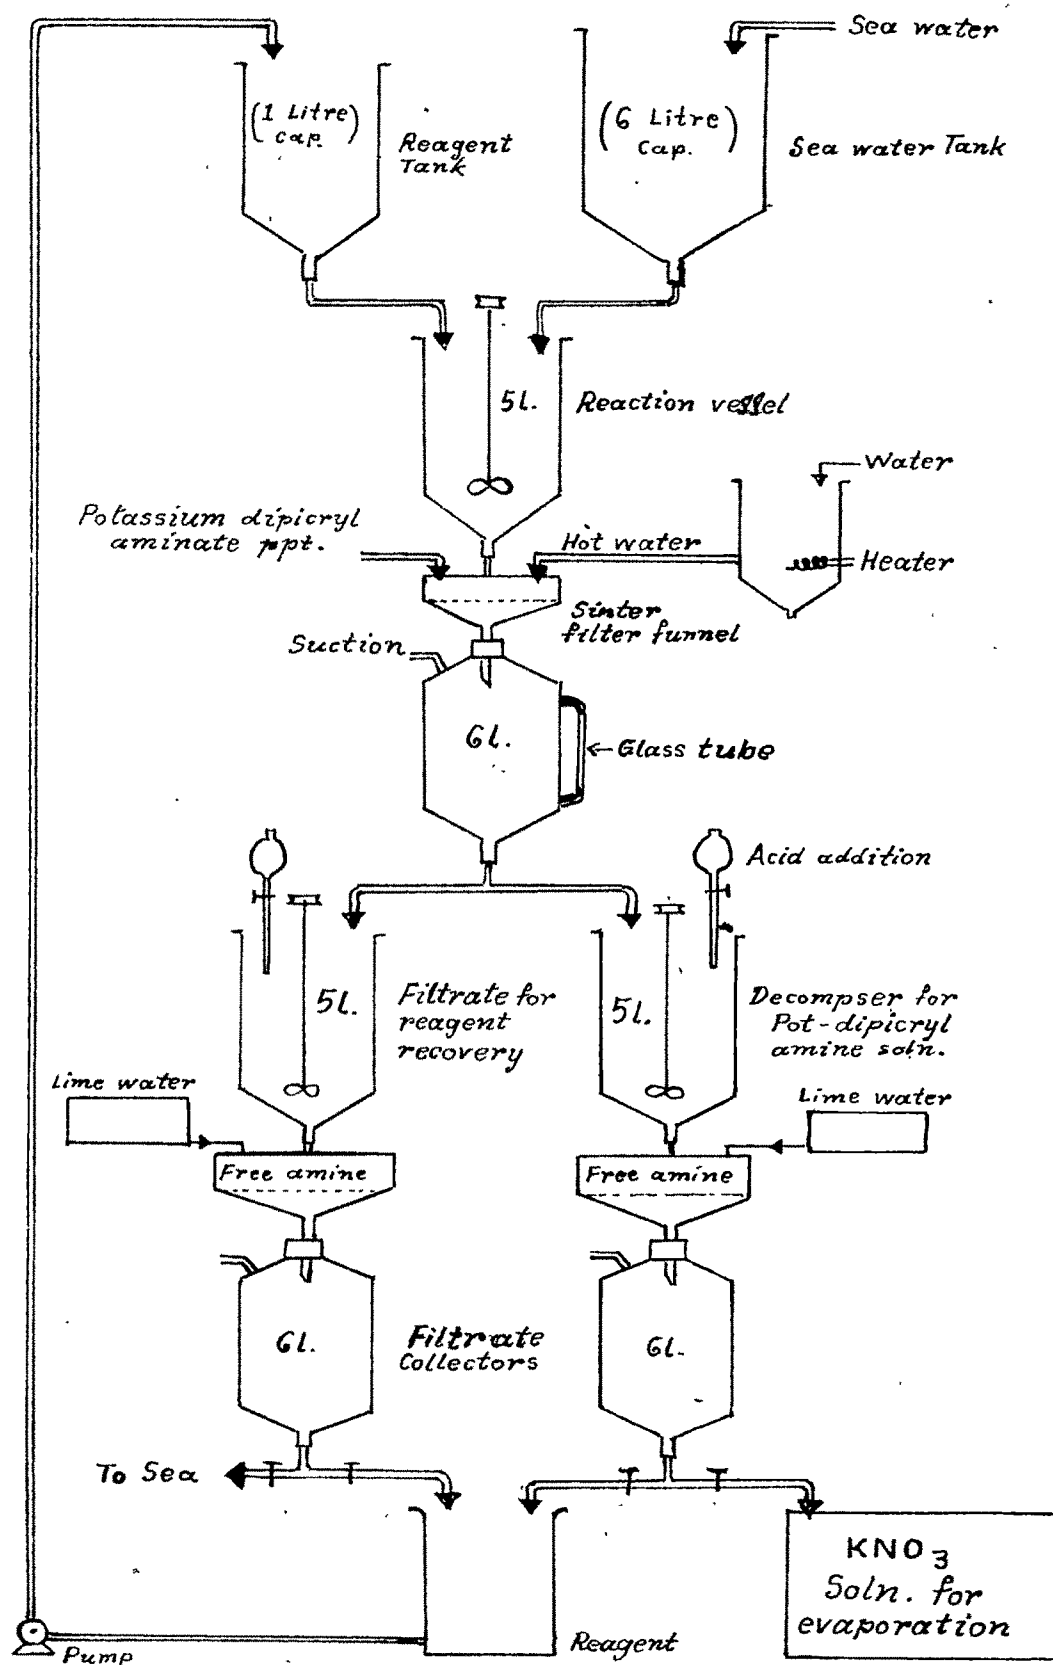 Sea water
(1 Litre)
cap.
Reagent
Tank
(6 Litre)
Cap.
Sea water Tank
5l.
Reaction vessel
Water
Potassium dipicryl
aminate ppt.
Hot water
Heater
Sinter
filter funnel
Suction
6l.
Glass tube
Acid addition
5l.
Filtrate for
reagent
recovery
5l.
Decompser for
Pot-dipicryl
amine soln.
Lime water
Lime water
Free amine
Free amine
6l.
Filtrate
Collectors
6l.
To Sea
KNO3
Soln. for
evaporation
Reagent
Pump